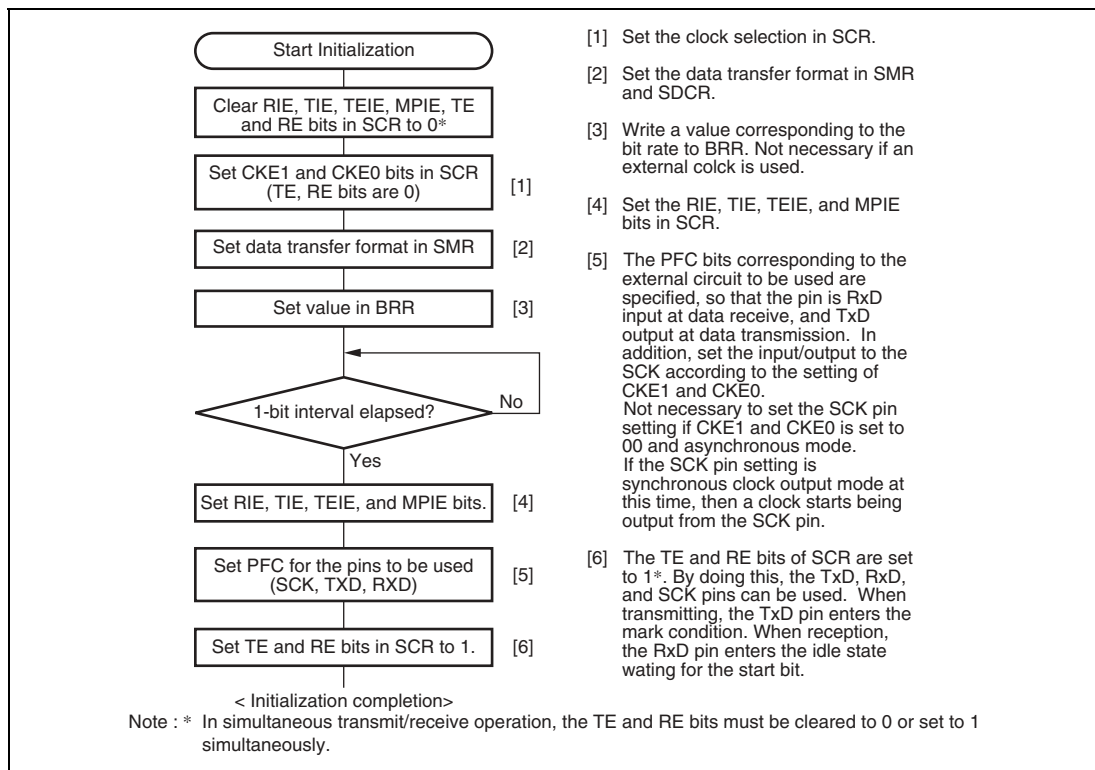 Start Initialization
Clear RIE, TIE, TEIE, MPIE, TE
and RE bits in SCR to 0*
Set CKE1 and CKE0 bits in SCR
(TE, RE bits are 0)
[1]
Set data transfer format in SMR
[2]
Set value in BRR
[3]
1-bit interval elapsed?
No
Yes
Set RIE, TIE, TEIE, and MPIE bits.
[4]
Set PFC for the pins to be used
(SCK, TXD, RXD)
[5]
Set TE and RE bits in SCR to 1.
[6]
< Initialization completion>
[1] Set the clock selection in SCR.
[2] Set the data transfer format in SMR
and SDCR.
[3] Write a value corresponding to the
bit rate to BRR. Not necessary if an
external colck is used.
[4] Set the RIE, TIE, TEIE, and MPIE
bits in SCR.
[5] The PFC bits corresponding to the
external circuit to be used are
specified, so that the pin is RxD
input at data receive, and TxD
output at data transmission. In
addition, set the input/output to the
SCK according to the setting of
CKE1 and CKE0.
Not necessary to set the SCK pin
setting if CKE1 and CKE0 is set to
00 and asynchronous mode.
If the SCK pin setting is
synchronous clock output mode at
this time, then a clock starts being
output from the SCK pin.
[6] The TE and RE bits of SCR are set
to 1*. By doing this, the TxD, RxD,
and SCK pins can be used. When
transmitting, the TxD pin enters the
mark condition. When reception,
the RxD pin enters the idle state
wating for the start bit.
Note : * In simultaneous transmit/receive operation, the TE and RE bits must be cleared to 0 or set to 1
simultaneously.